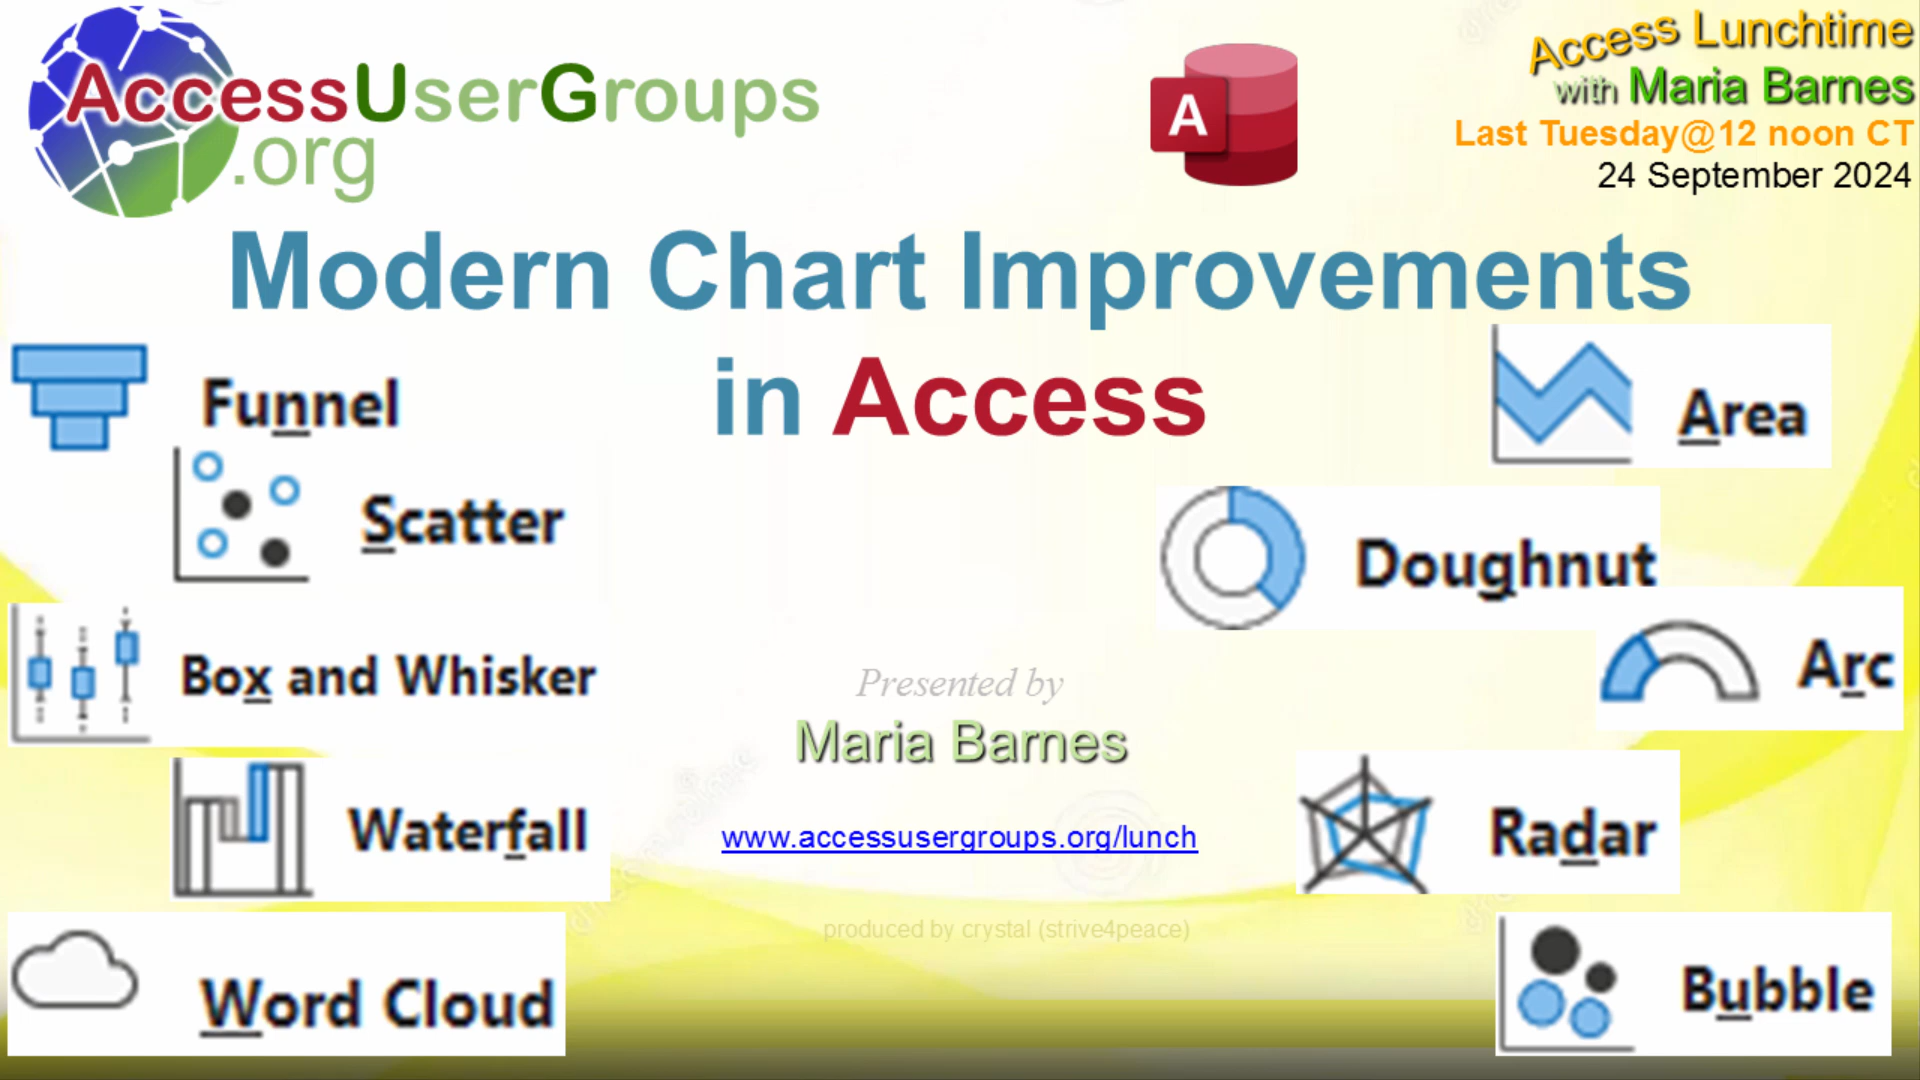 AccessUserGroups
.org
A
Access Lunchtime
with Maria Barnes
Last Tuesday@12 noon CT
24 September 2024
Modern Chart Improvements
in Access
Funnel
Scatter
Box and Whisker
Waterfall
Word Cloud
Area
Doughnut
Arc
Radar
Bubble
Presented by
Maria Barnes
www.accessusergroups.org/lunch
produced by crystal (strive4peace)